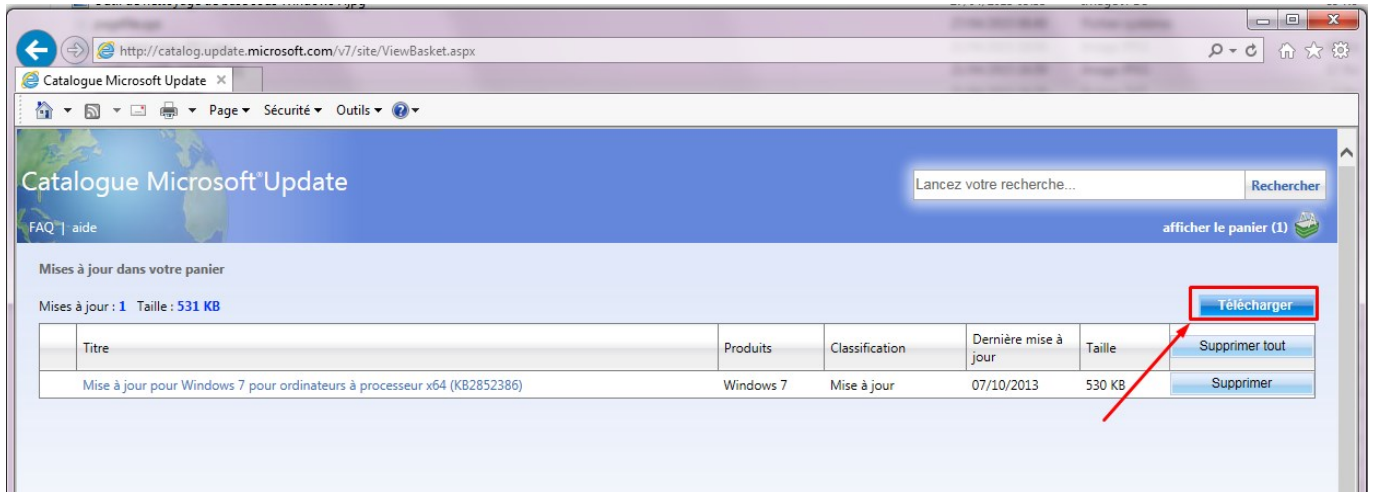 http://catalog.update.microsoft.com/v7/site/ViewBasket.aspx
Catalogue Microsoft Update
Page Sécurité Outils
Catalogue Microsoft®Update
Lancez votre recherche... Rechercher
FAQ | aide
afficher le panier (1)
Mises à jour dans votre panier
Mises à jour : 1 Taille : 531 KB
Télécharger
Titre Produits Classification Dernière mise à jour Taille Supprimer tout
Mise à jour pour Windows 7 pour ordinateurs à processeur x64 (KB2852386) Windows 7 Mise à jour 07/10/2013 530 KB Supprimer